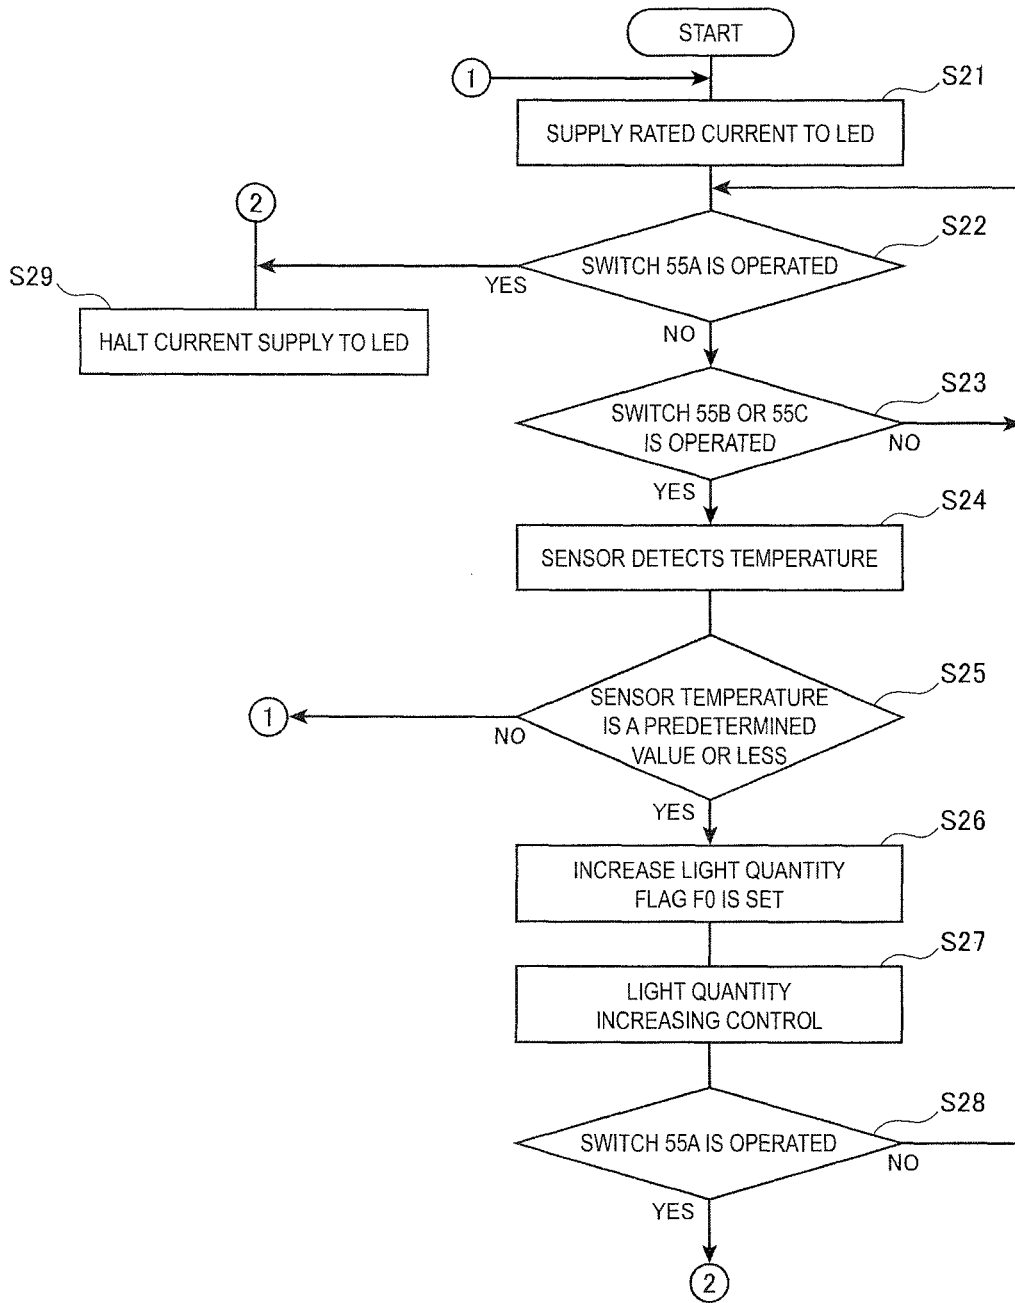 START
1
S21
SUPPLY RATED CURRENT TO LED
2
S22
SWITCH 55A IS OPERATED
YES
S29
HALT CURRENT SUPPLY TO LED
NO
S23
SWITCH 55B OR 55C
IS OPERATED
NO
YES
S24
SENSOR DETECTS TEMPERATURE
S25
SENSOR TEMPERATURE
IS A PREDETERMINED
VALUE OR LESS
1
NO
YES
S26
INCREASE LIGHT QUANTITY
FLAG F0 IS SET
S27
LIGHT QUANTITY
INCREASING CONTROL
S28
SWITCH 55A IS OPERATED
NO
YES
2